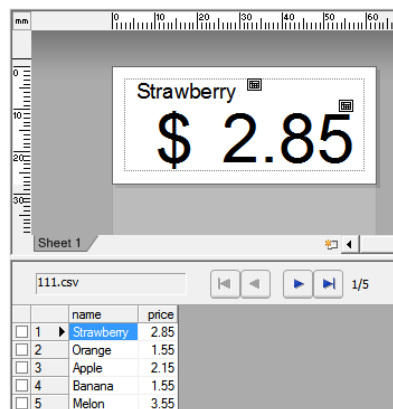 mm 0 10 20 30 40 50 60
0
10
20
30
Strawberry
$ 2.85
Sheet 1
111.csv 1/5
name price
1 Strawberry 2.85
2 Orange 1.55
3 Apple 2.15
4 Banana 1.55
5 Melon 3.55